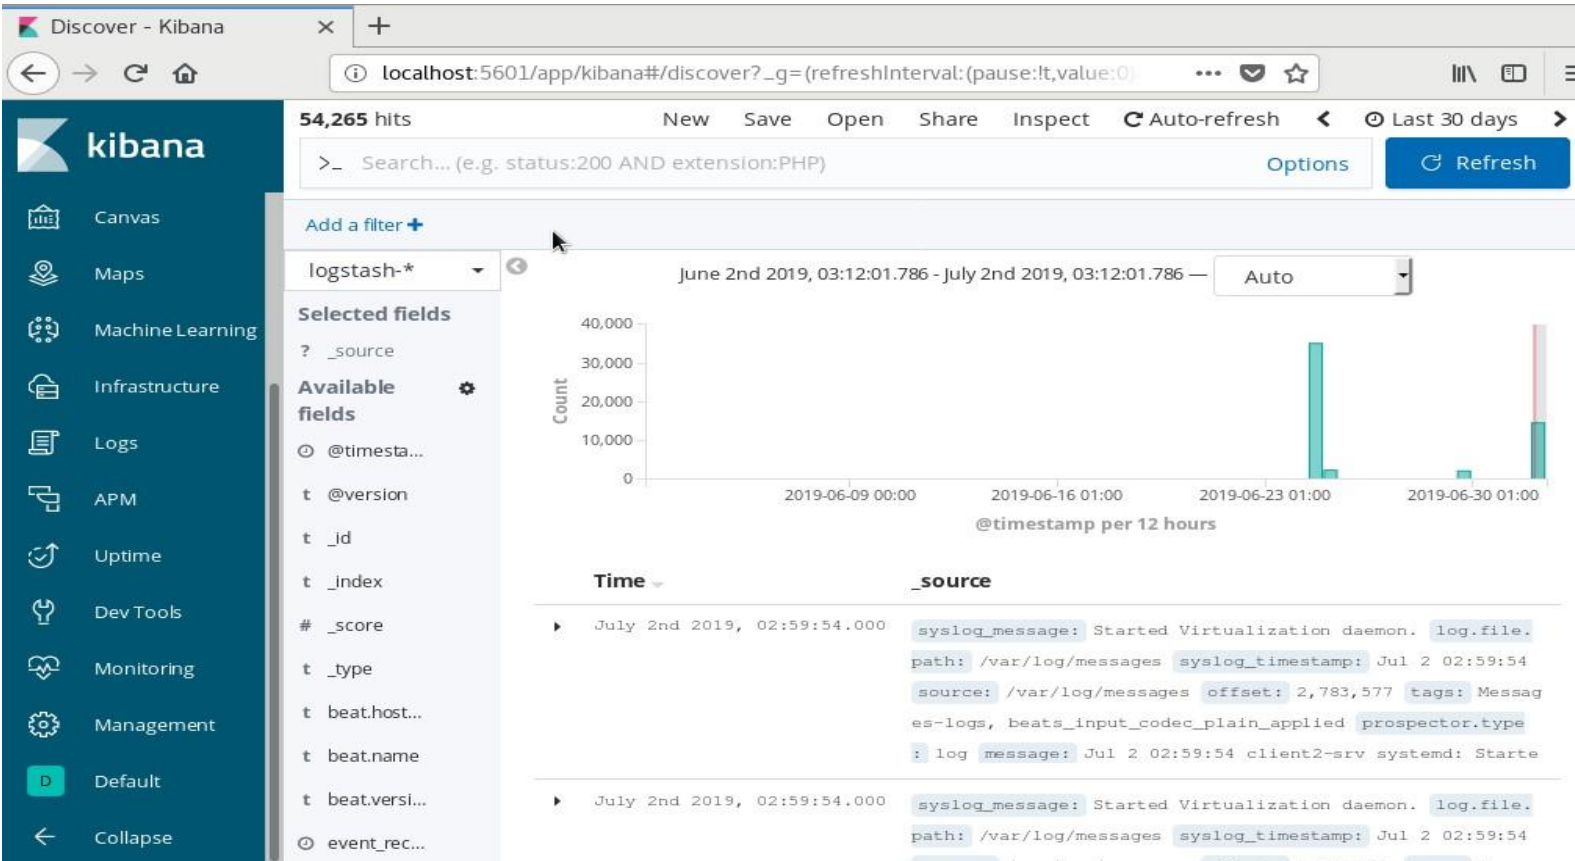 Discover - Kibana
localhost:5601/app/kibana#/discover?_g=(refreshInterval:(pause:!t,value:0)
kibana
Canvas
Maps
Machine Learning
Infrastructure
Logs
APM
Uptime
Dev Tools
Monitoring
Management
D Default
Collapse
54,265 hits
New Save Open Share Inspect Auto-refresh Last 30 days
>_ Search... (e.g. status:200 AND extension:PHP) Options Refresh
Add a filter +
logstash-*
Selected fields
? _source
Available
fields
@timesta...
t @version
t _id
t _index
# _score
t _type
t beat.host...
t beat.name
t beat.versi...
event_rec...
June 2nd 2019, 03:12:01.786 - July 2nd 2019, 03:12:01.786 — Auto
Count
40,000
30,000
20,000
10,000
0
2019-06-09 00:00 2019-06-16 01:00 2019-06-23 01:00 2019-06-30 01:00
@timestamp per 12 hours
Time _source
July 2nd 2019, 02:59:54.000
syslog_message: Started Virtualization daemon. log.file.
path: /var/log/messages syslog_timestamp: Jul 2 02:59:54
source: /var/log/messages offset: 2,783,577 tags: Messag
es-logs, beats_input_codec_plain_applied prospector.type
: log message: Jul 2 02:59:54 client2-srv systemd: Starte
July 2nd 2019, 02:59:54.000
syslog_message: Started Virtualization daemon. log.file.
path: /var/log/messages syslog_timestamp: Jul 2 02:59:54